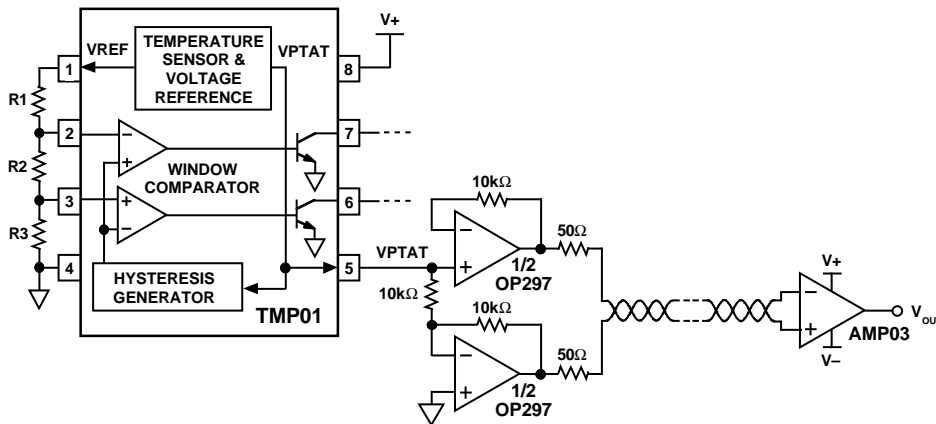 V+
VREF
TEMPERATURE
SENSOR &
VOLTAGE
REFERENCE
VPTAT
1
8
R1
2
7
R2
WINDOW
COMPARATOR
3
6
R3
4
HYSTERESIS
GENERATOR
5
TMP01
VPTAT
−
+
+
−
10kΩ
−
+
50Ω
1/2
OP297
10kΩ
10kΩ
−
+
50Ω
1/2
OP297
V+
−
+
V−
AMP03
VOU